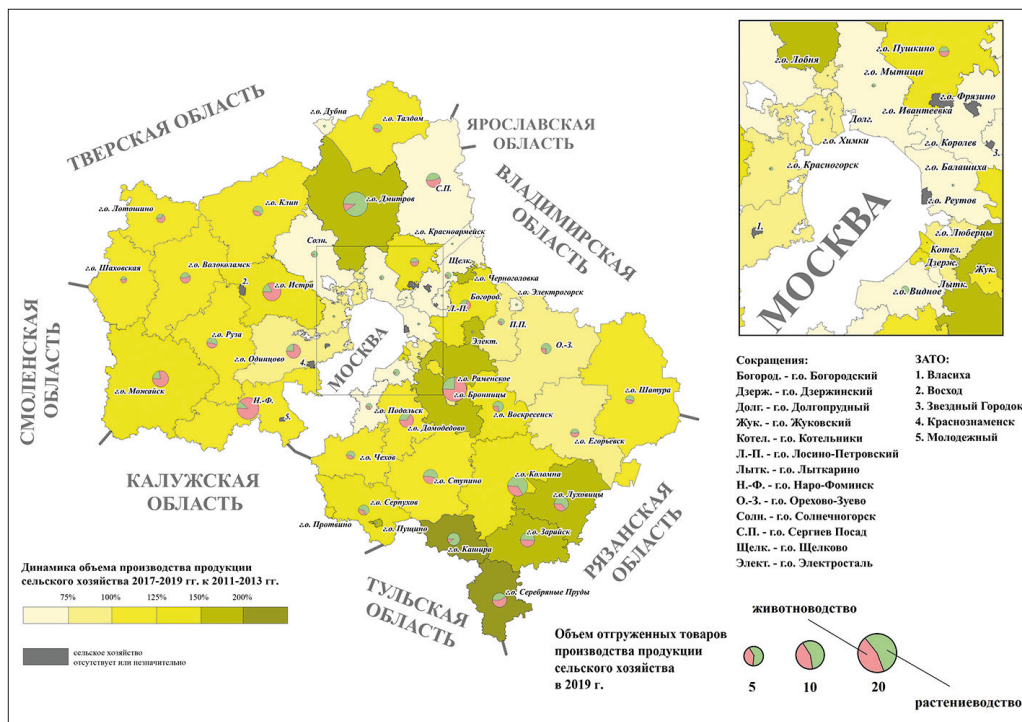 ТВЕРСКАЯ ОБЛАСТЬ
ЯРОСЛАВСКАЯ
ОБЛАСТЬ
ВЛАДИМИРСКАЯ
ОБЛАСТЬ
СМОЛЕНСКАЯ
ОБЛАСТЬ
КАЛУЖСКАЯ
ОБЛАСТЬ
ТУЛЬСКАЯ
ОБЛАСТЬ
РЯЗАНСКАЯ
ОБЛАСТЬ
МОСКВА
г.о. Дубна
г.о. Талдом
С.П.
г.о. Дмитров
г.о. Клин
г.о. Лотошино
г.о. Красноармейск
Солн.
Щелк.
г.о. Шаховская
г.о. Волоколамск
2.
г.о. Истра
г.о. Черноголовка
Богород.
г.о. Электрогорск
Л.-П.
П.П.
Элект.
О.-З.
г.о. Руза
г.о. Одинцово
4.
г.о. Можайск
Н.-Ф.
5.
г.о. Раменское
г.о. Бронницы
г.о. Шатура
г.о. Подольск
г.о. Домодедово
г.о. Воскресенск
г.о. Егорьевск
г.о. Чехов
г.о. Ступино
г.о. Коломна
г.о. Луховицы
г.о. Серпухов
г.о. Протвино
г.о. Пущино
г.о. Зарайск
г.о. Кашира
г.о. Серебряные Пруды
г.о. Пушкино
г.о. Лобня
г.о. Мытищи
г.о. Фрязино
г.о. Ивантеевка
Долг.
г.о. Химки
г.о. Королев
3.
г.о. Красногорск
г.о. Балашиха
г.о. Реутов
1.
г.о. Люберцы
Котел.
Дзерж.
Жук.
Лытк.
г.о. Видное
МОСКВА
Сокращения:
Богород. - г.о. Богородский
Дзерж. - г.о. Дзержинский
Долг. - г.о. Долгопрудный
Жук. - г.о. Жуковский
Котел. - г.о. Котельники
Л.-П. - г.о. Лосино-Петровский
Лытк. - г.о. Лыткарино
Н.-Ф. - г.о. Наро-Фоминск
О.-З. - г.о. Орехово-Зуево
Солн. - г.о. Солнечногорск
С.П. - г.о. Сергиев Посад
Щелк. - г.о. Щелково
Элект. - г.о. Электросталь
ЗАТО:
1. Власиха
2. Восход
3. Звездный Городок
4. Краснознаменск
5. Молодежный
Динамика объема производства продукции
сельского хозяйства 2017-2019 гг. к 2011-2013 гг.
75% 100% 125% 150% 200%
сельское хозяйство
отсутствует или незначительно
Объем отгруженных товаров
производства продукции
сельского хозяйства
в 2019 г.
животноводство
5 10 20
растениеводство